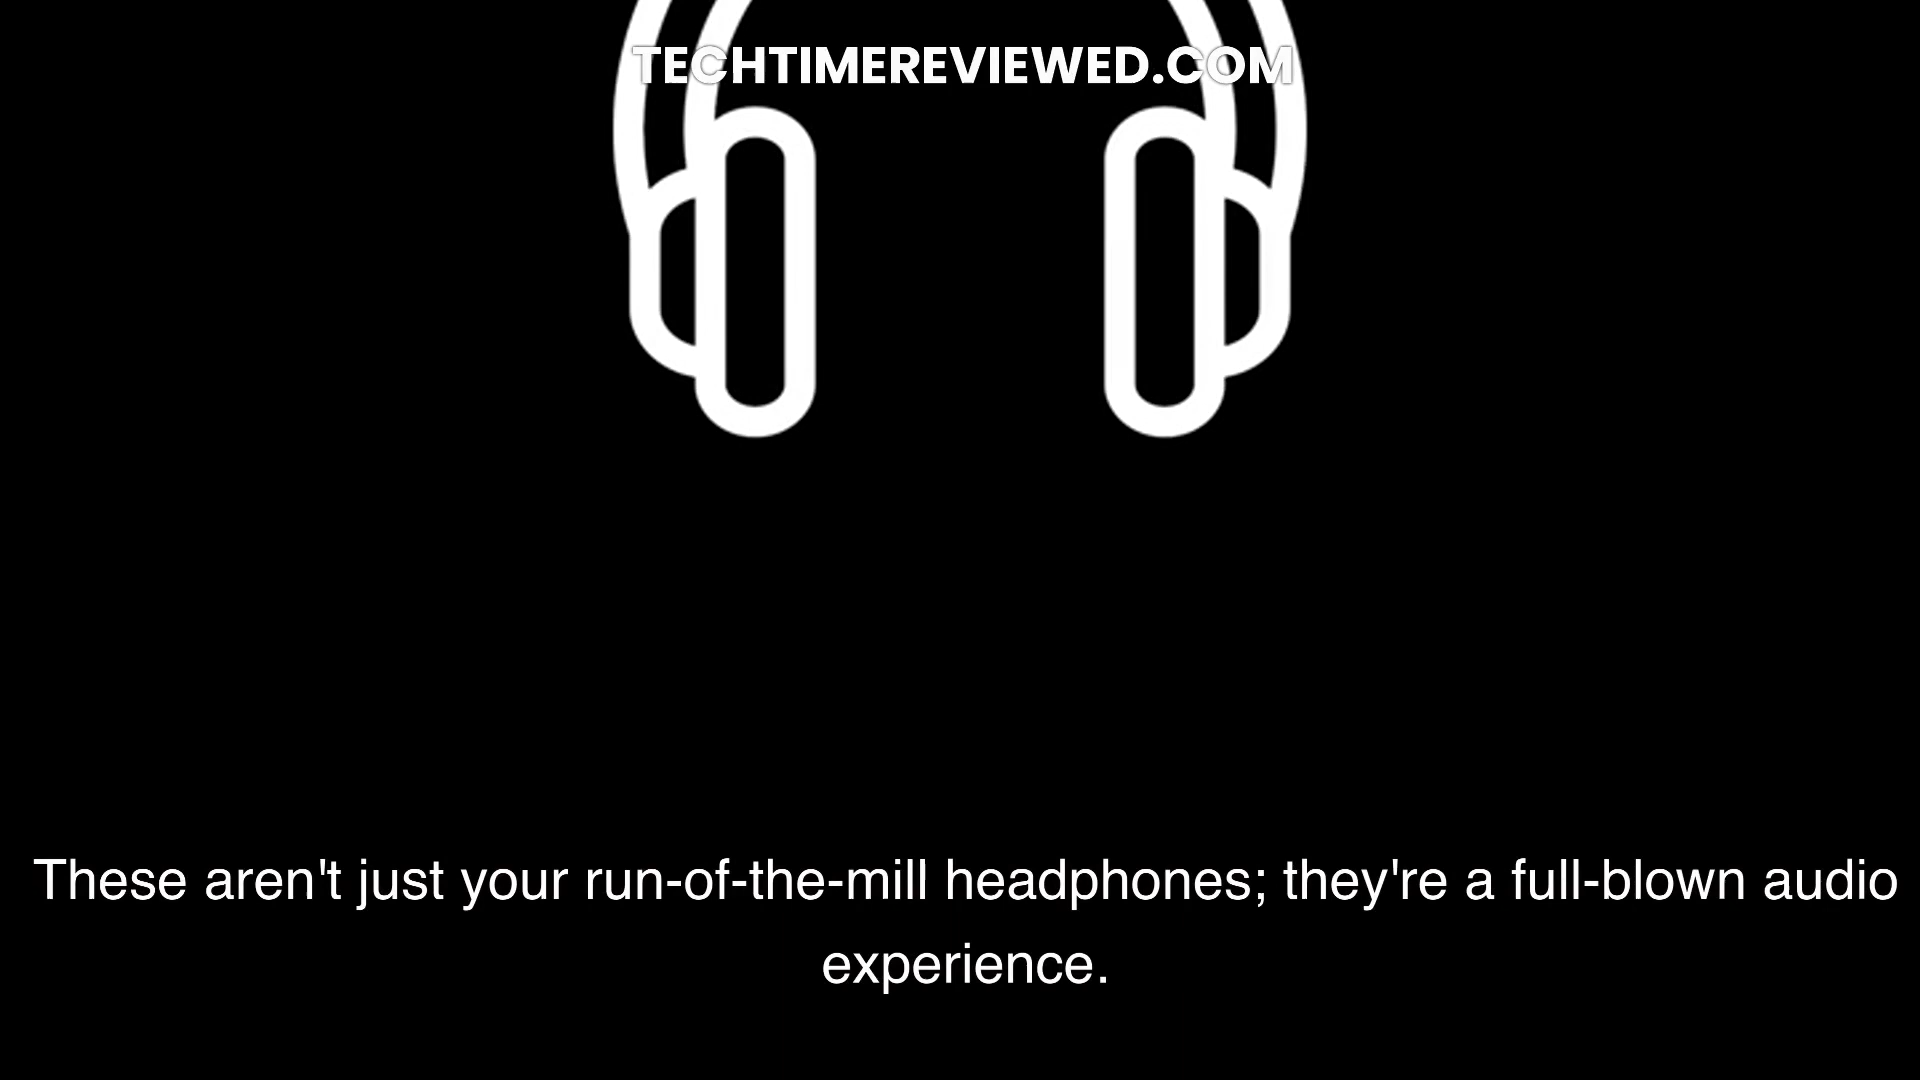 TECHTIMEREVIEWED.COM
These aren't just your run-of-the-mill headphones; they're a full-blown audio
experience.